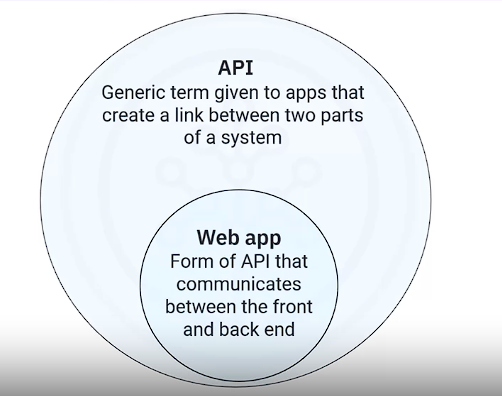 API
Generic term given to apps that
create a link between two parts
of a system
Web app
Form of API that
communicates
between the front
and back end